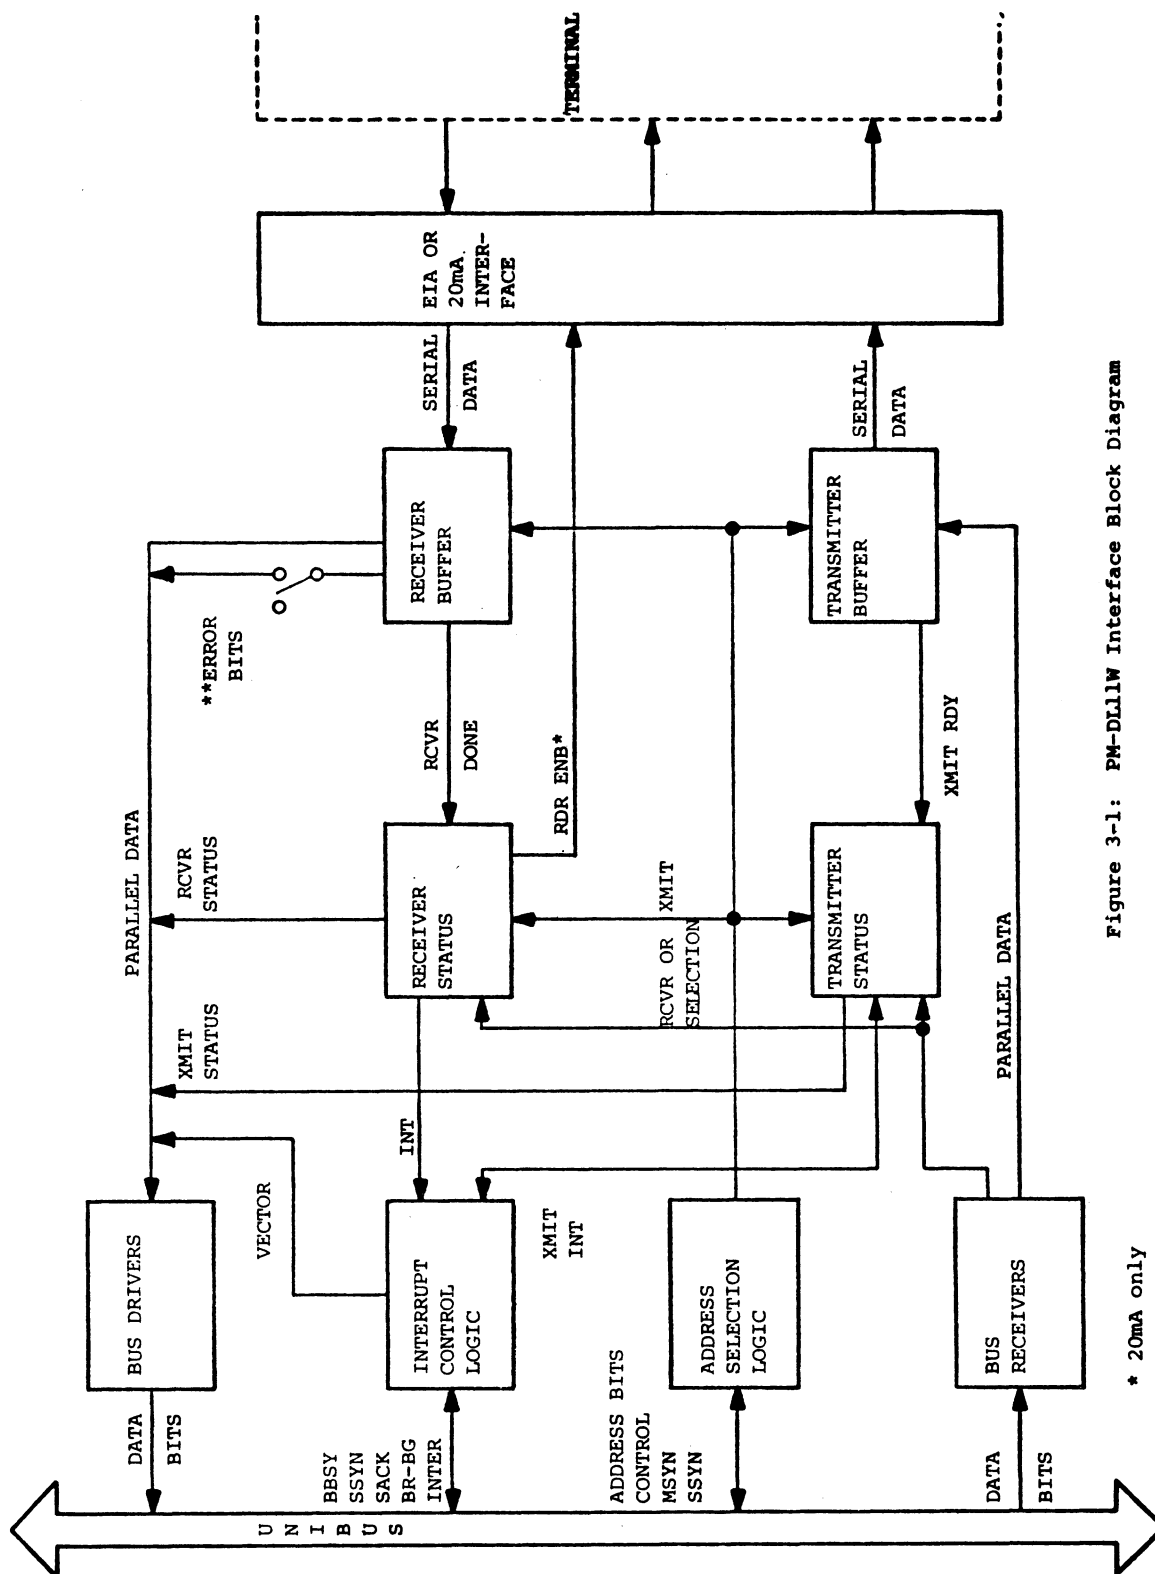 UNIBUS
DATA
BITS
BUS DRIVERS
XMIT
STATUS
PARALLEL DATA
RCVR
STATUS
**ERROR
BITS
VECTOR
BBSY
SSYN
SACK
BR-BG
INTER
INTERRUPT
CONTROL
LOGIC
INT
RECEIVER
STATUS
RCVR
DONE
RECEIVER
BUFFER
SERIAL
DATA
EIA OR
20mA.
INTER-
FACE
TERMINAL
XMIT
INT
RDR ENB*
ADDRESS BITS
CONTROL
MSYN
SSYN
ADDRESS
SELECTION
LOGIC
RCVR OR XMIT
SELECTION
TRANSMITTER
STATUS
TRANSMITTER
BUFFER
SERIAL
DATA
XMIT RDY
DATA
BITS
BUS
RECEIVERS
PARALLEL DATA
* 20mA only
Figure 3-1: PM-DL11W Interface Block Diagram